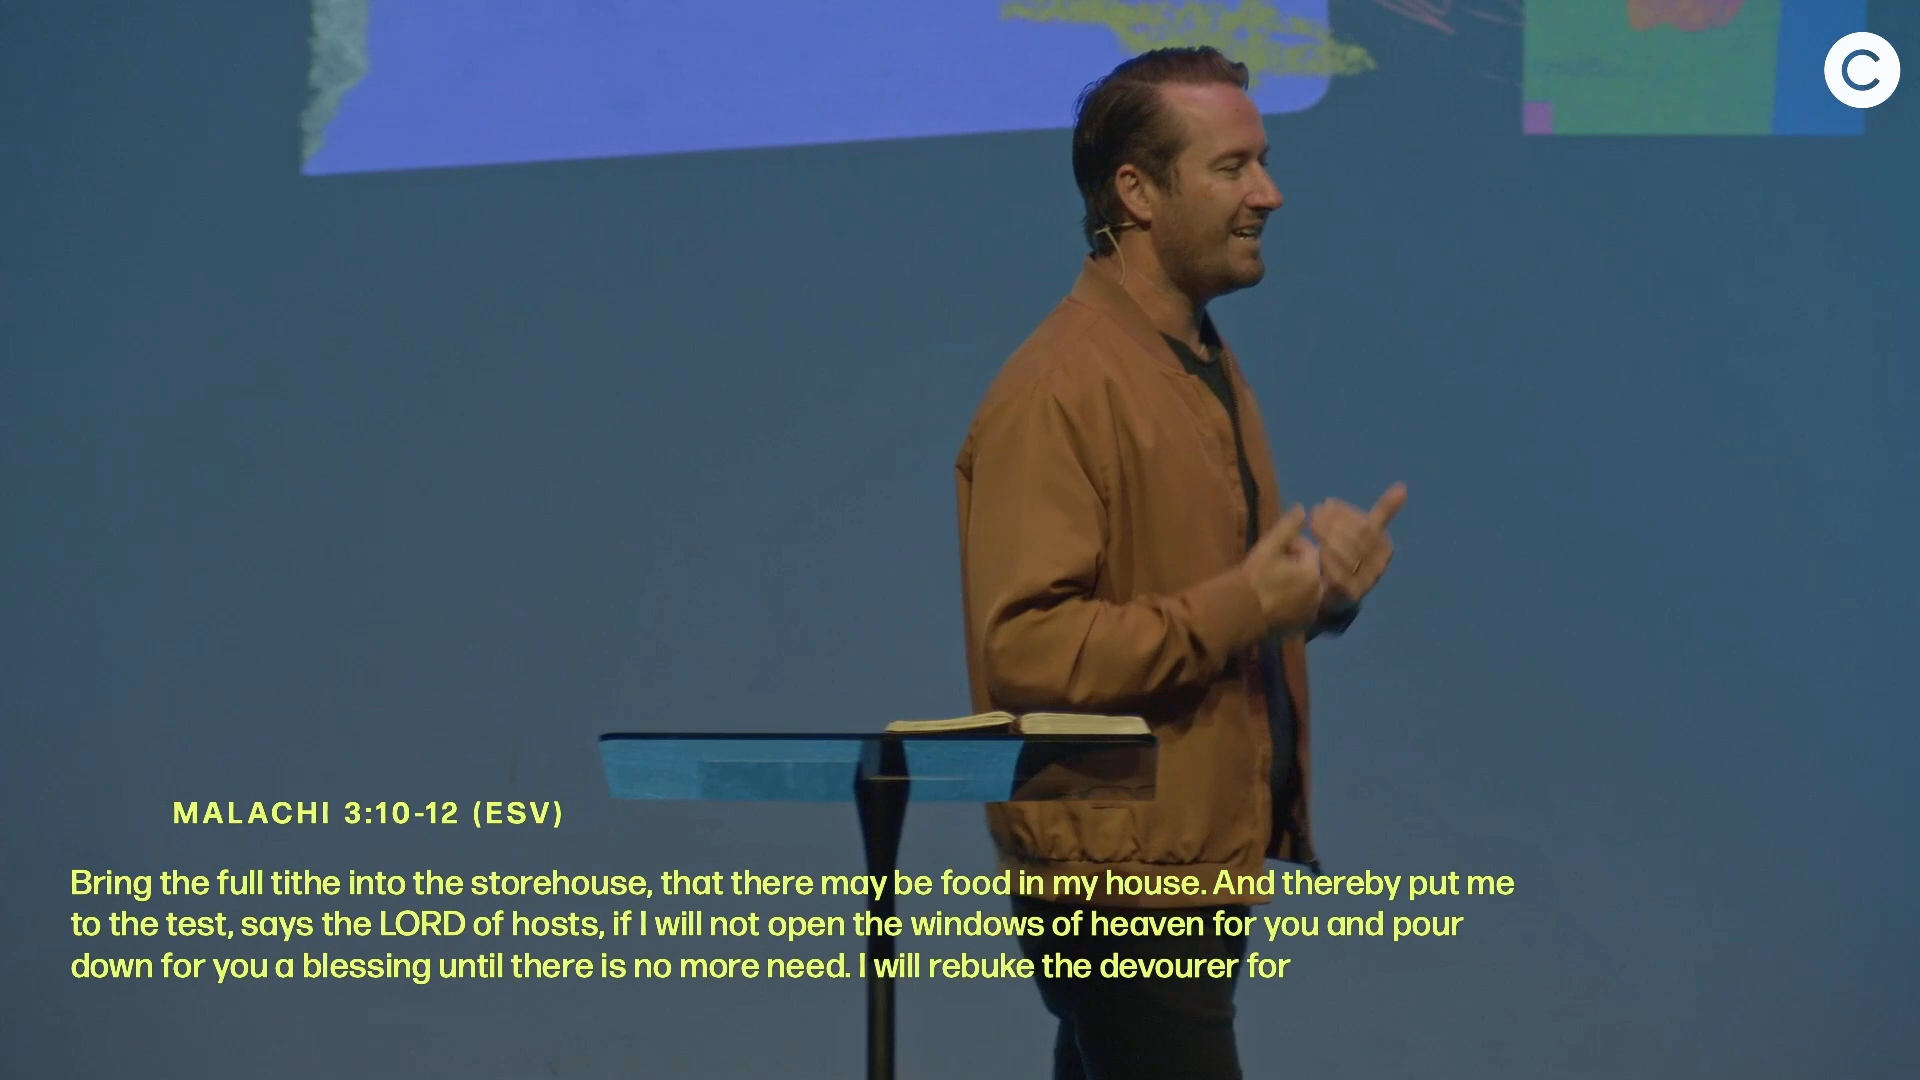 C
MALACHI 3:10-12 (ESV)
Bring the full tithe into the storehouse, that there may be food in my house. And thereby put me
to the test, says the LORD of hosts, if I will not open the windows of heaven for you and pour
down for you a blessing until there is no more need. I will rebuke the devourer for